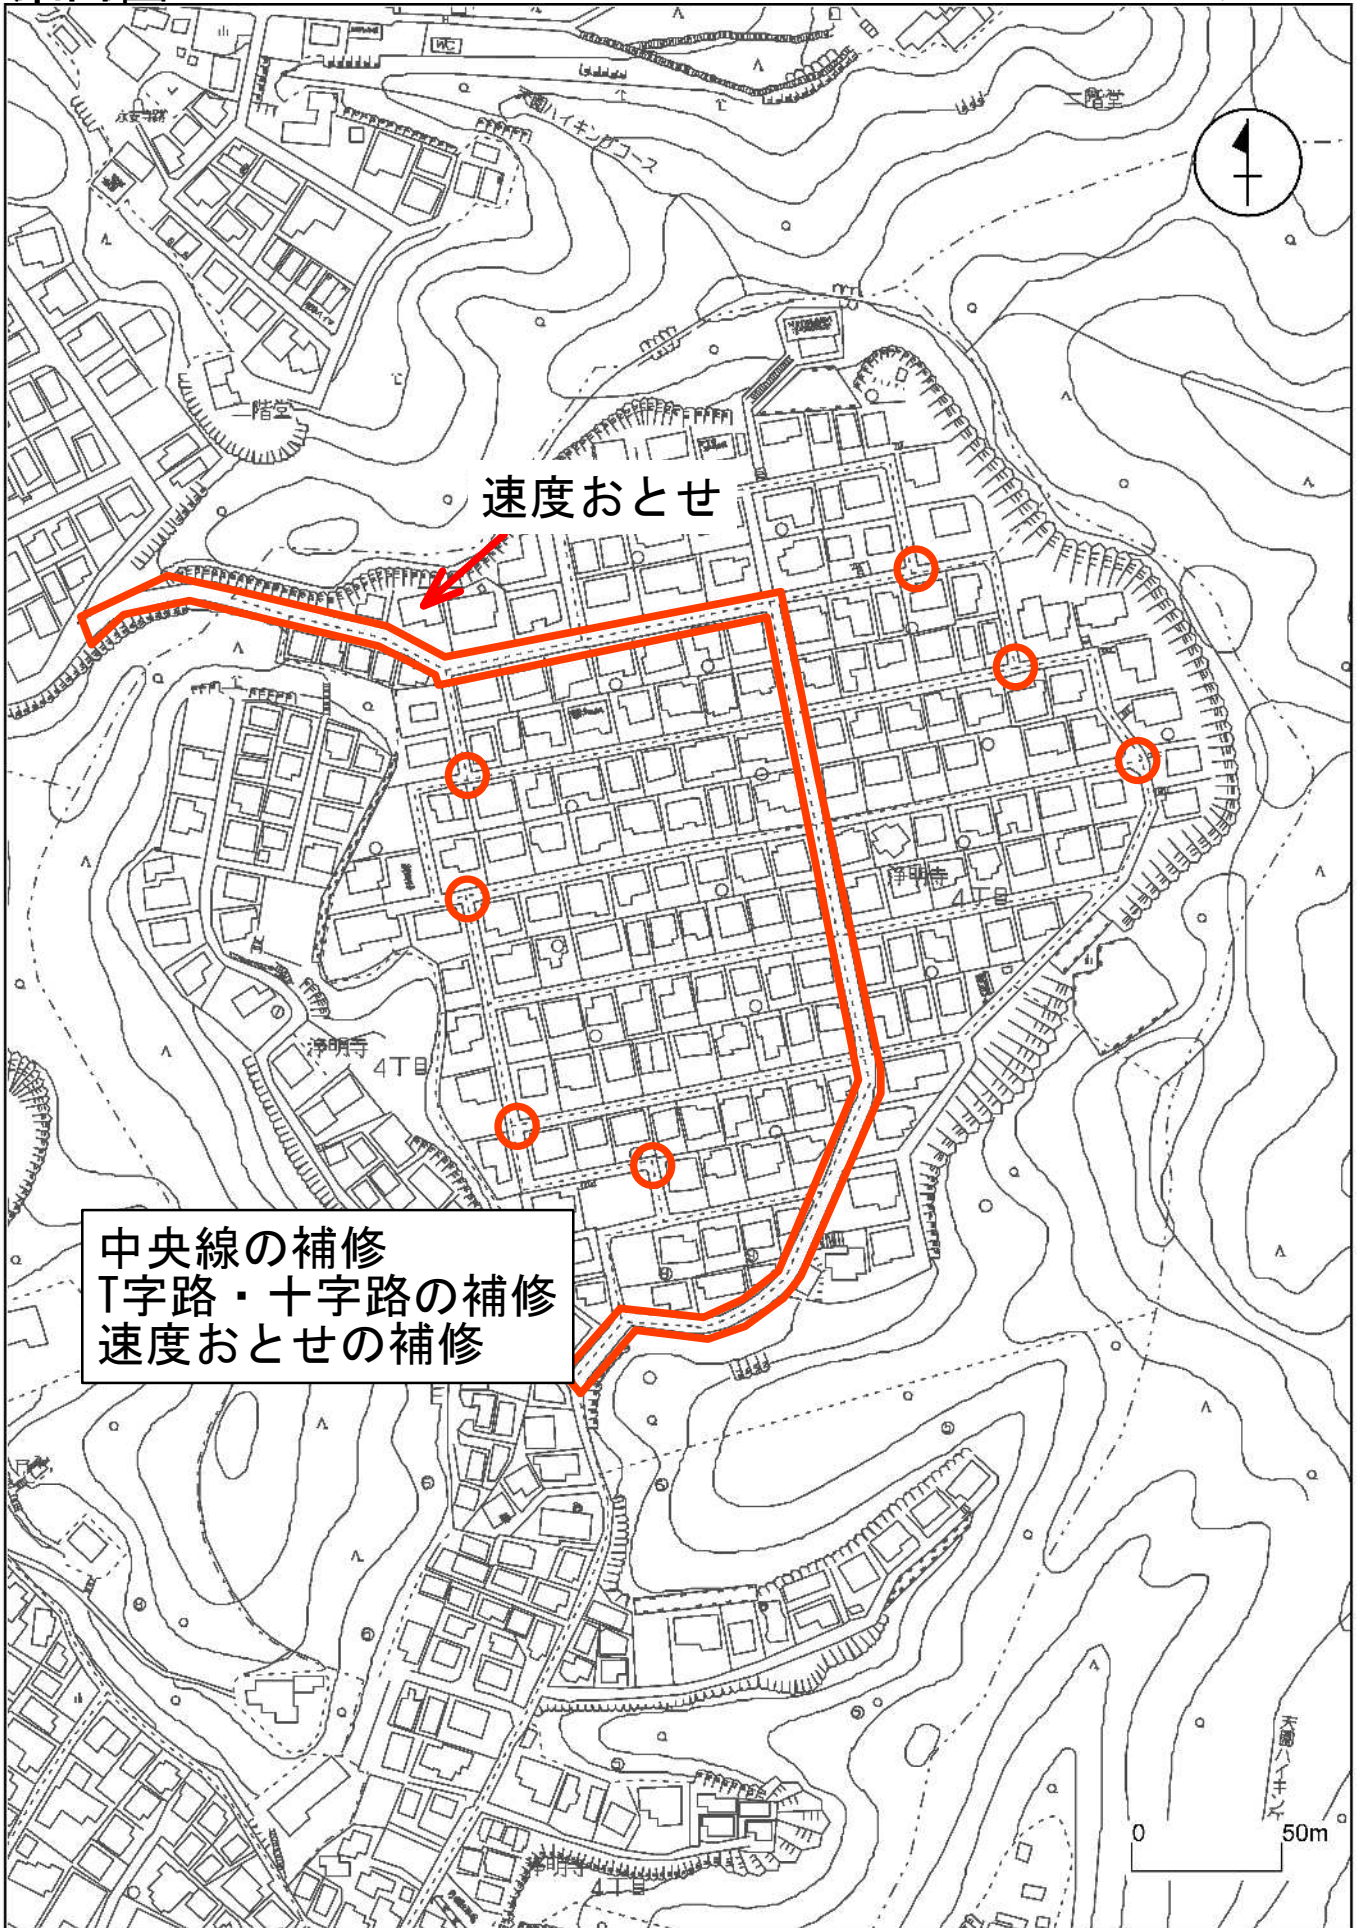 二階堂
天園ハイキングコース
二階堂
速度おとせ
浄明寺
4丁目
浄明寺
4丁目
中央線の補修
T字路・十字路の補修
速度おとせの補修
天園ハイキング
0 50m
浄明寺
4丁目